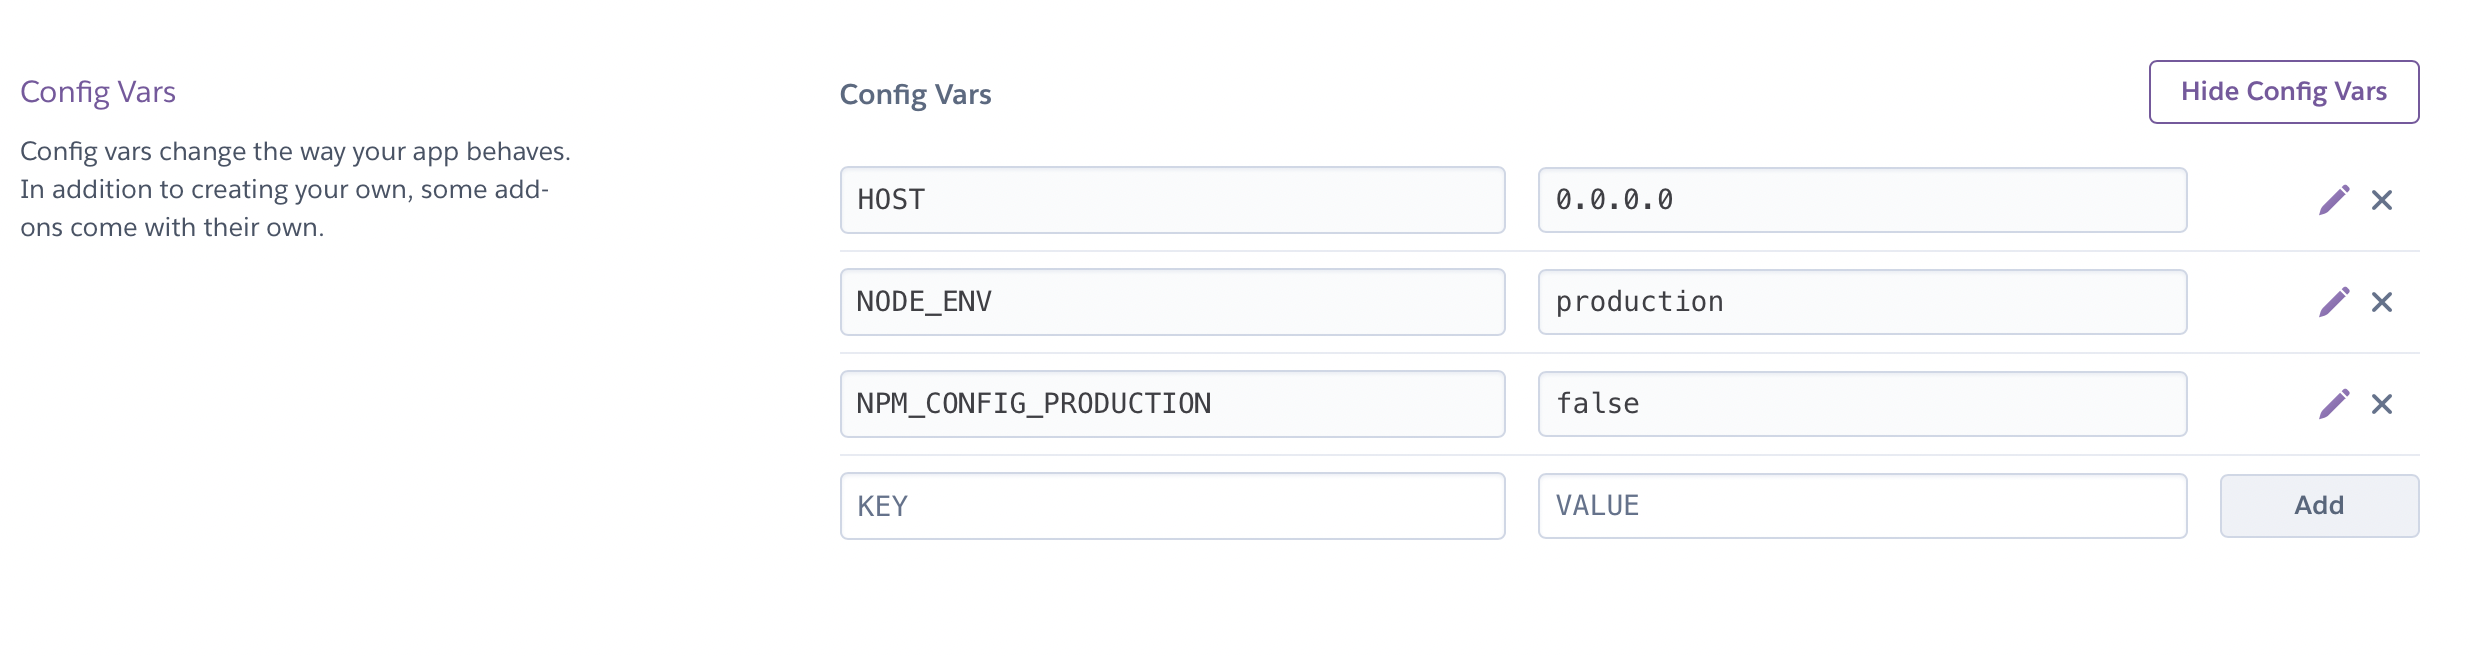 Config Vars
Config vars change the way your app behaves.
In addition to creating your own, some add-
ons come with their own.
Config Vars
Hide Config Vars
HOST 0.0.0.0
NODE_ENV production
NPM_CONFIG_PRODUCTION false
KEY VALUE Add